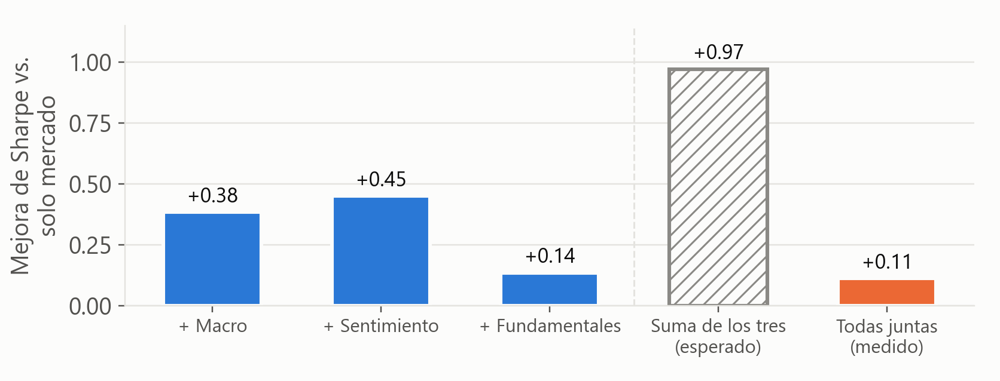 Mejora de Sharpe vs.
solo mercado
1.00
0.75
0.50
0.25
0.00
+0.38
+0.45
+0.14
+0.97
+0.11
+ Macro
+ Sentimiento
+ Fundamentales
Suma de los tres
(esperado)
Todas juntas
(medido)